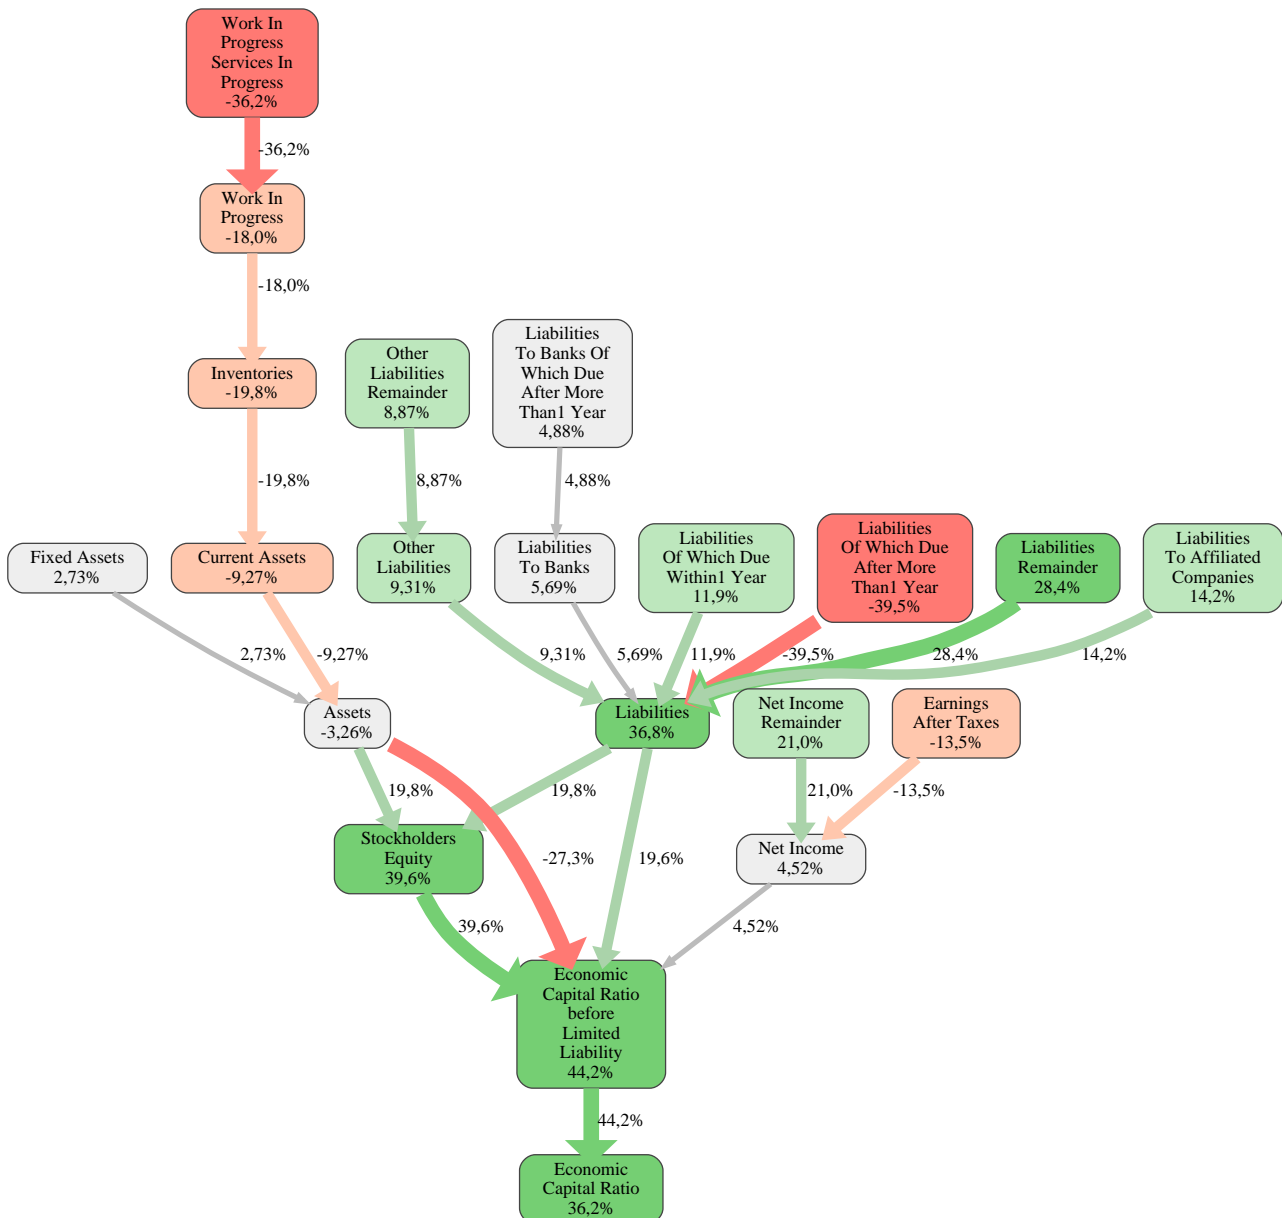 Work In
Progress
Services In
Progress
-36,2%
-36,2%
Work In
Progress
-18,0%
-18,0%
Inventories
-19,8%
Other
Liabilities
Remainder
8,87%
Liabilities
To Banks Of
Which Due
After More
Than1 Year
4,88%
-19,8%
8,87%
4,88%
Fixed Assets
2,73%
Current Assets
-9,27%
Other
Liabilities
9,31%
Liabilities
To Banks
5,69%
Liabilities
Of Which Due
Within1 Year
11,9%
Liabilities
Of Which Due
After More
Than1 Year
-39,5%
Liabilities
Remainder
28,4%
Liabilities
To Affiliated
Companies
14,2%
2,73%
-9,27%
9,31%
5,69%
11,9%
-39,5%
28,4%
14,2%
Assets
-3,26%
Liabilities
36,8%
Net Income
Remainder
21,0%
Earnings
After Taxes
-13,5%
19,8%
19,8%
21,0%
-13,5%
Stockholders
Equity
39,6%
-27,3%
19,6%
Net Income
4,52%
39,6%
4,52%
Economic
Capital Ratio
before
Limited
Liability
44,2%
44,2%
Economic
Capital Ratio
36,2%